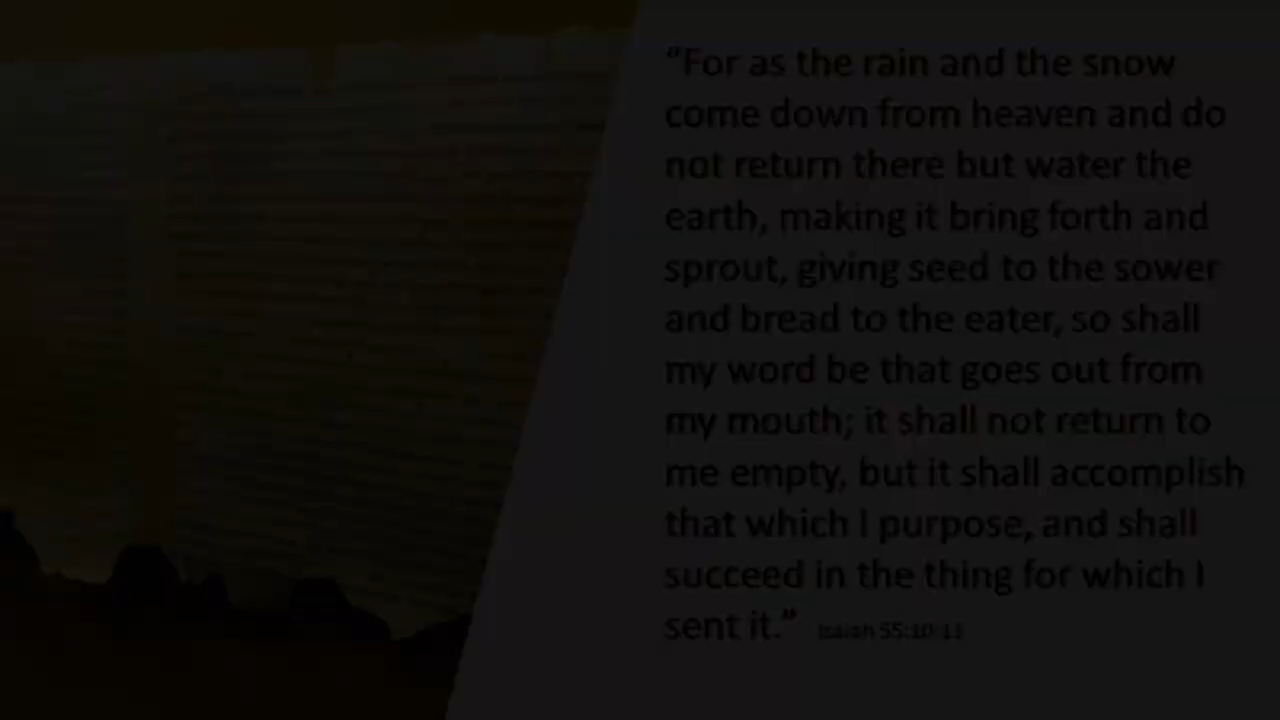 “For as the rain and the snow
come down from heaven and do
not return there but water the
earth, making it bring forth and
sprout, giving seed to the sower
and bread to the eater, so shall
my word be that goes out from
my mouth; it shall not return to
me empty, but it shall accomplish
that which I purpose, and shall
succeed in the thing for which I
sent it.” Isaiah 55:10-11